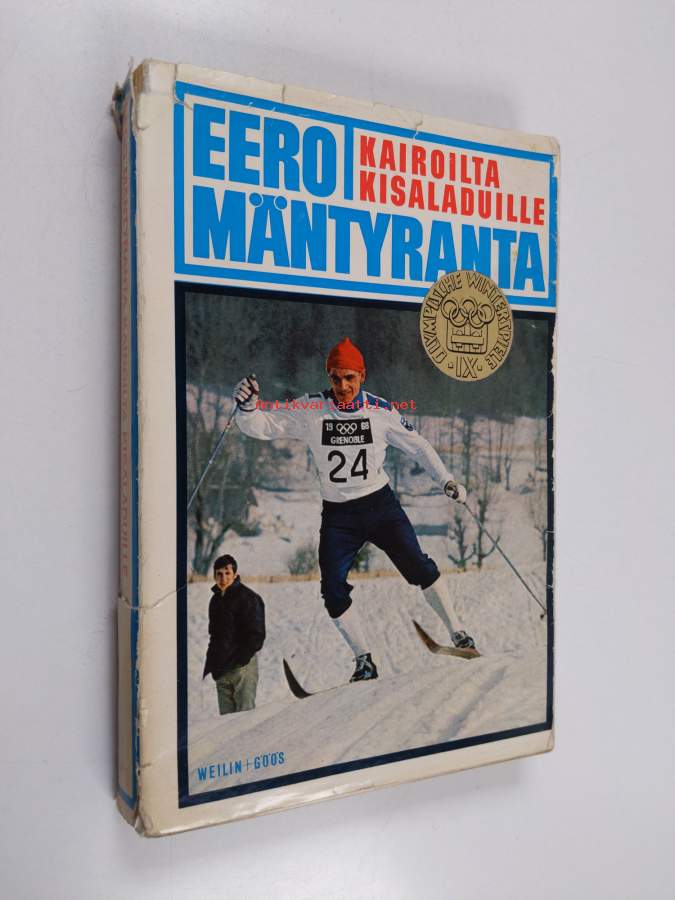 EERO
KAIROILTA
KISALADUILLE
MÄNTYRANTA
OLYMPISCHE WINTERSPIELE
·IX·
antikvariaatti.net
19 68
GRENOBLE
24
WEILIN+GÖÖS